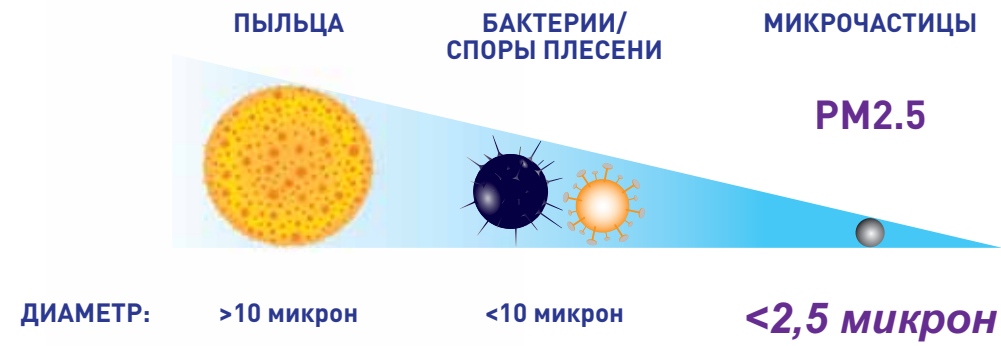 ПЫЛЬЦА
БАКТЕРИИ/
СПОРЫ ПЛЕСЕНИ
МИКРОЧАСТИЦЫ
PM2.5
ДИАМЕТР:
>10 микрон
<10 микрон
<2,5 микрон